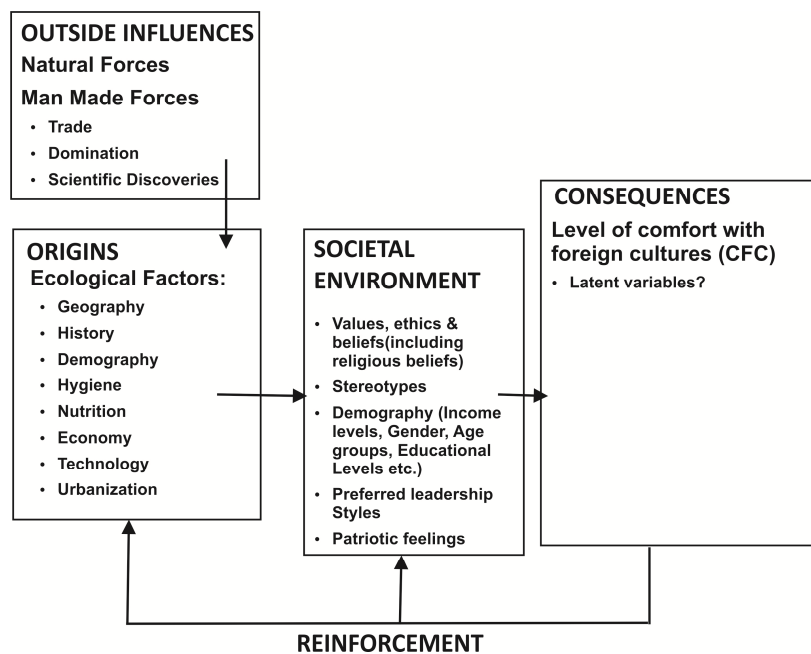 OUTSIDE INFLUENCES
Natural Forces
Man Made Forces
• Trade
• Domination
• Scientific Discoveries
ORIGINS
Ecological Factors:
• Geography
• History
• Demography
• Hygiene
• Nutrition
• Economy
• Technology
• Urbanization
SOCIETAL
ENVIRONMENT
• Values, ethics &
beliefs(including
religious beliefs)
• Stereotypes
• Demography (Income
levels, Gender, Age
groups, Educational
Levels etc.)
• Preferred leadership
Styles
• Patriotic feelings
CONSEQUENCES
Level of comfort with
foreign cultures (CFC)
• Latent variables?
REINFORCEMENT